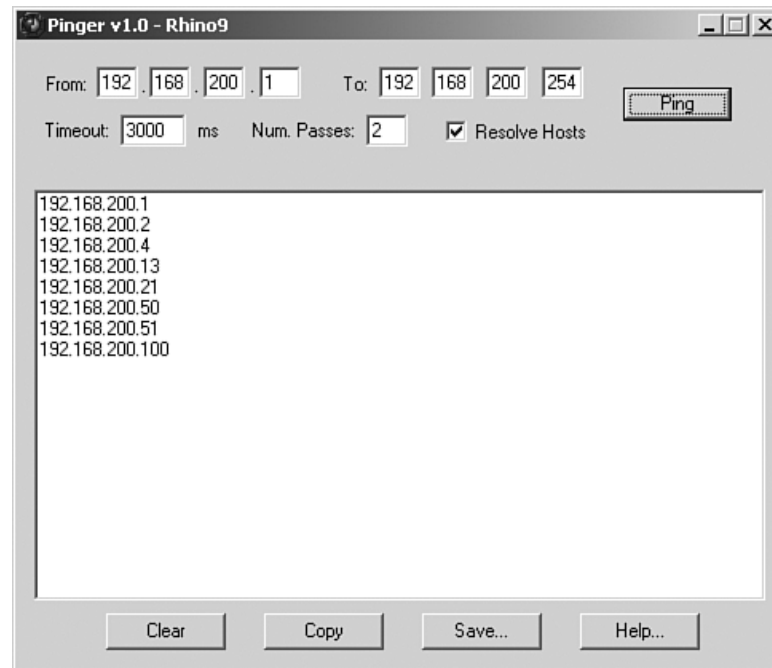 Pinger v1.0 - Rhino9
From: 192 . 168 . 200 . 1 To: 192 168 200 254
Ping
Timeout: 3000 ms Num. Passes: 2 Resolve Hosts
192.168.200.1
192.168.200.2
192.168.200.4
192.168.200.13
192.168.200.21
192.168.200.50
192.168.200.51
192.168.200.100
Clear Copy Save... Help...